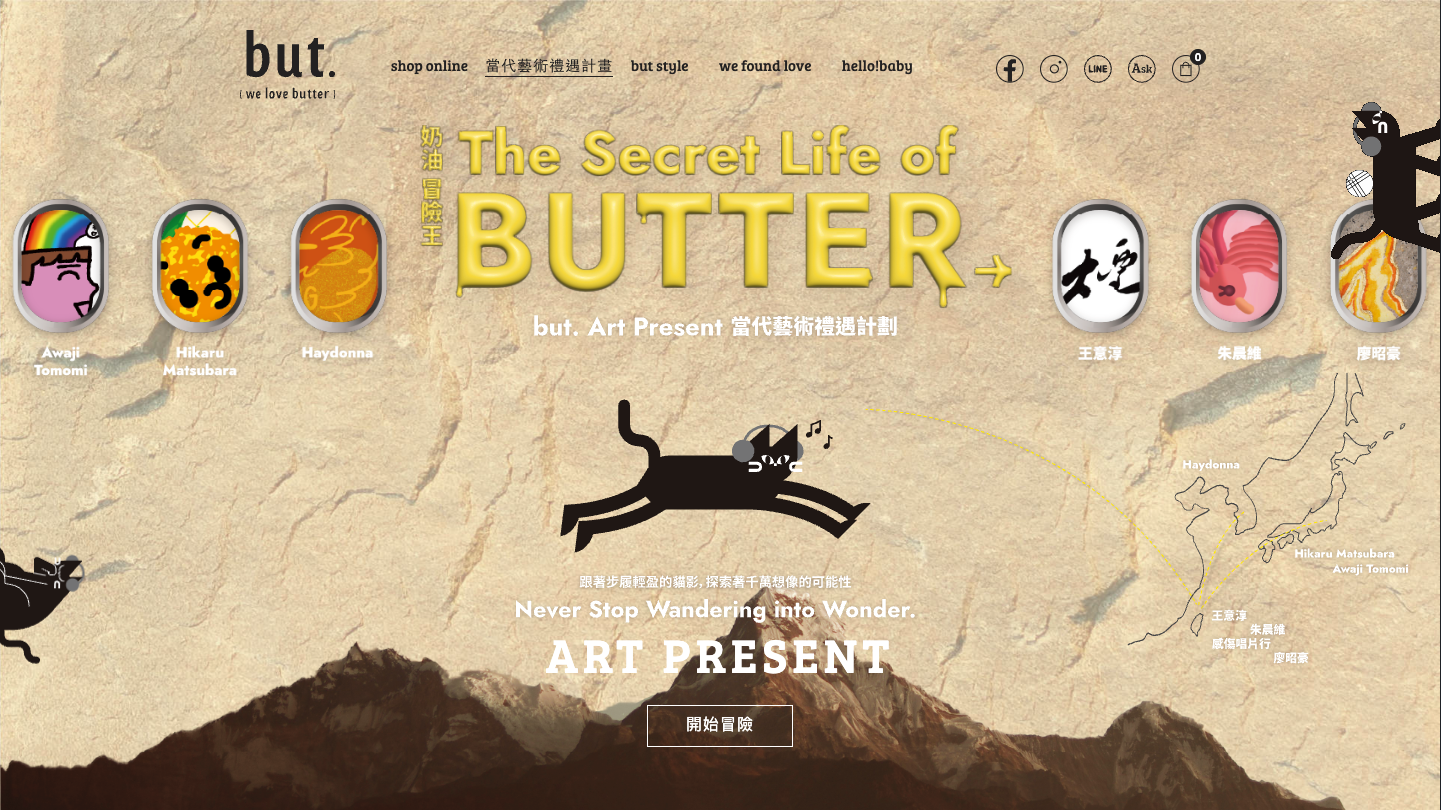 but.
[ we love butter ]
shop online
當代藝術禮遇計畫
but style
we found love
hello!baby
LINE
Ask
0
奶油 冒險王
The Secret Life of
BUTTER
but. Art Present 當代藝術禮遇計劃
Awaji
Tomomi
Hikaru
Matsubara
Haydonna
王意淳
朱晨維
廖昭豪
Haydonna
Hikaru Matsubara
Awaji Tomomi
王意淳
朱晨維
感傷唱片行
廖昭豪
跟著步履輕盈的貓影，探索著千萬想像的可能性
Never Stop Wandering into Wonder.
ART PRESENT
開始冒險